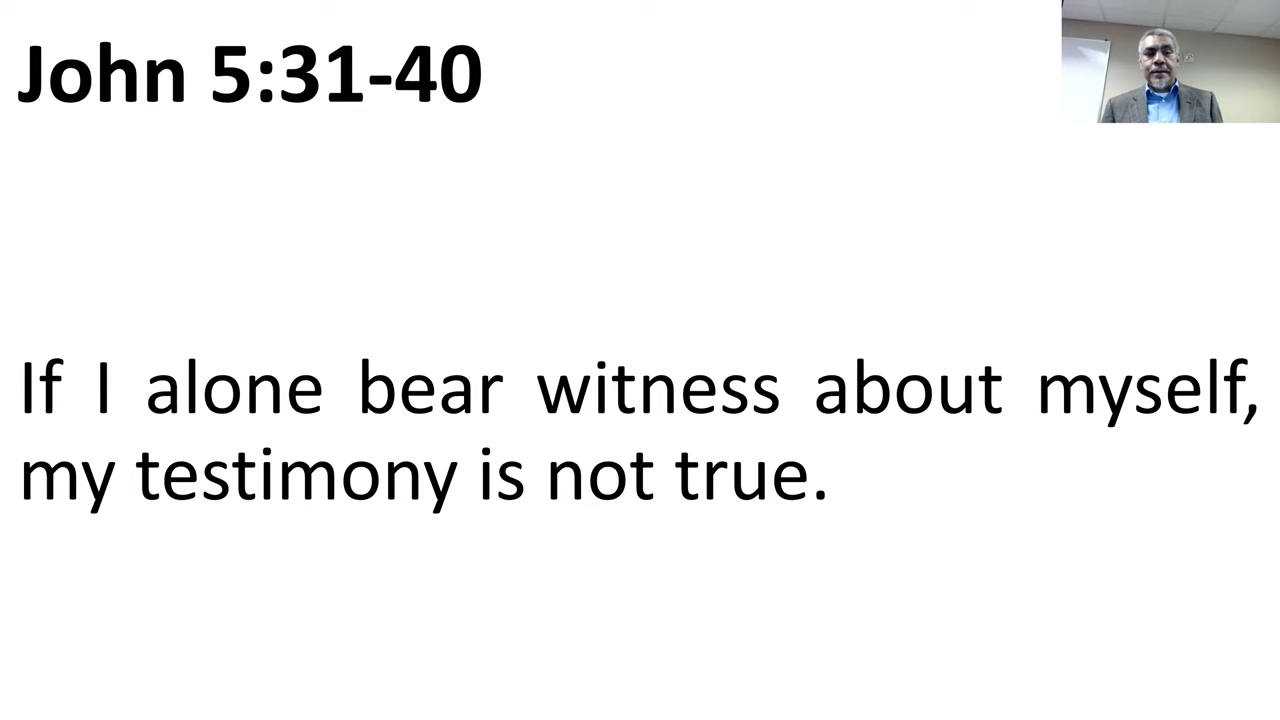 John 5:31-40
If I alone bear witness about myself,
my testimony is not true.